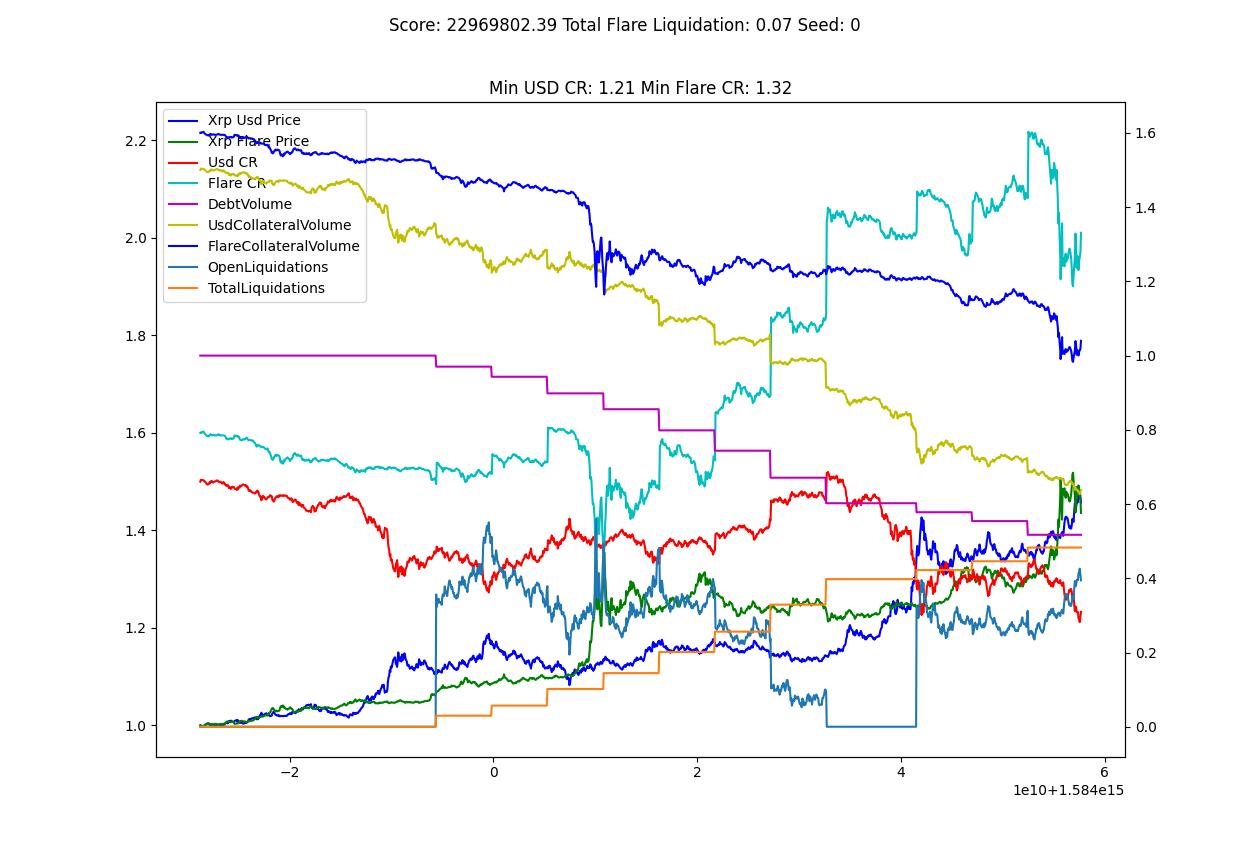 Score: 22969802.39 Total Flare Liquidation: 0.07 Seed: 0
Min USD CR: 1.21 Min Flare CR: 1.32
Xrp Usd Price
Xrp Flare Price
Usd CR
Flare CR
DebtVolume
UsdCollateralVolume
FlareCollateralVolume
OpenLiquidations
TotalLiquidations
2.2
2.0
1.8
1.6
1.4
1.2
1.0
1.6
1.4
1.2
1.0
0.8
0.6
0.4
0.2
0.0
−2
0
2
4
6
1e10+1.584e15